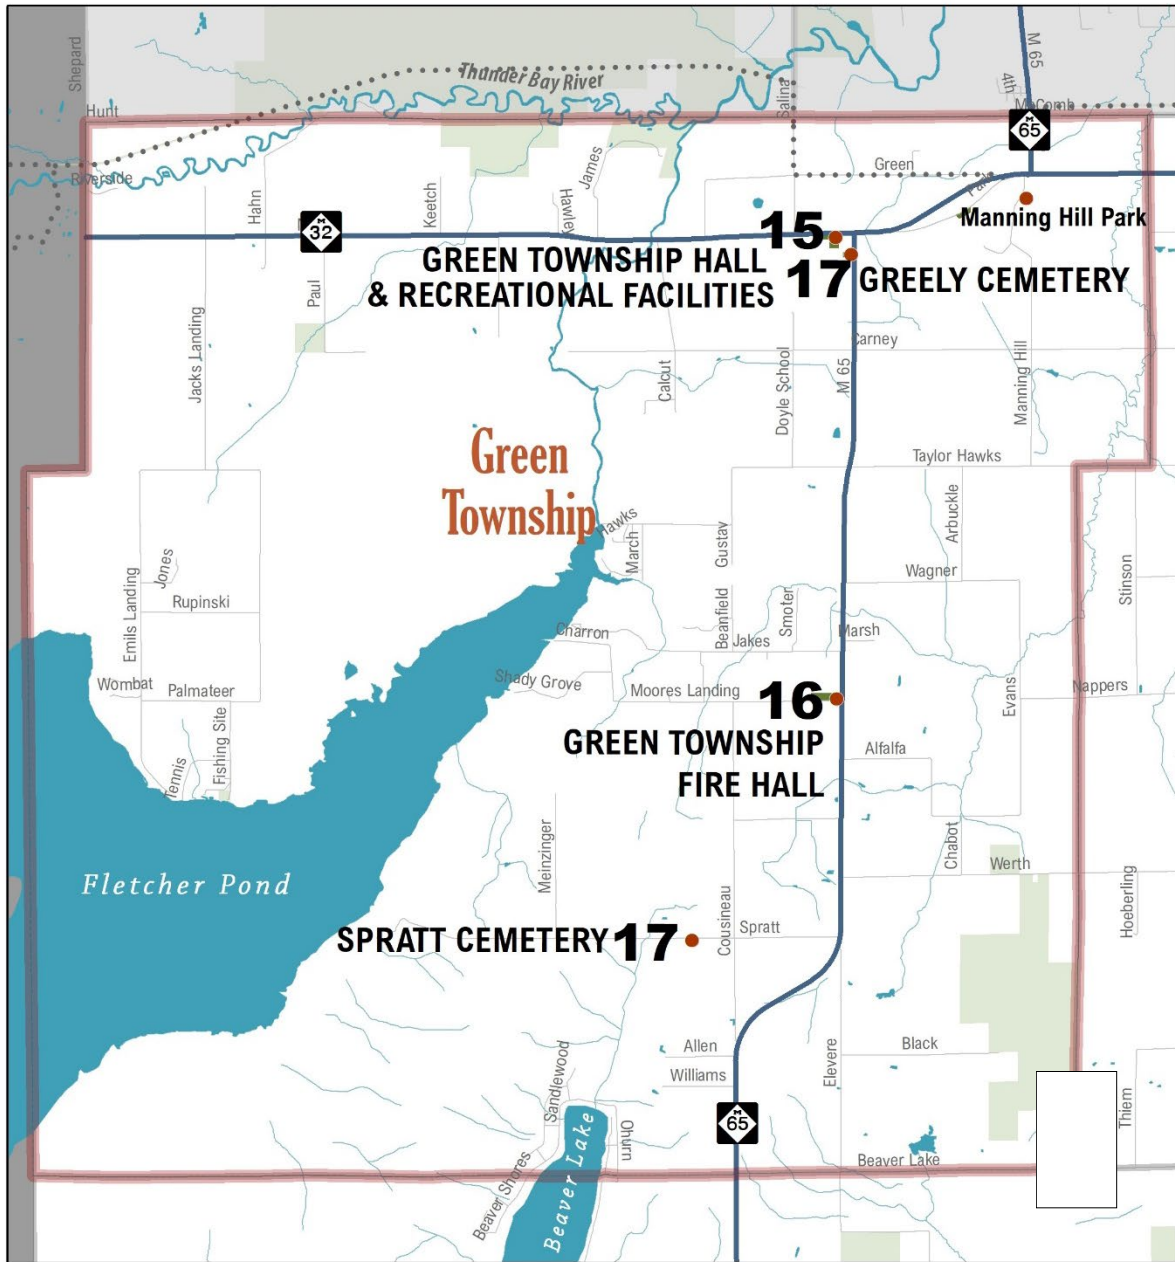 Shepard
Thunder Bay River
Salina
M 65
4th
McComb
Hunt
M
65
Riverside
Hahn
Keetch
Hawley
James
Green
Park
Manning Hill Park
M
32
15
GREEN TOWNSHIP HALL
& RECREATIONAL FACILITIES
17
GREELY CEMETERY
Paul
Jacks Landing
Calcut
Doyle School
M 65
Carney
Manning Hill
Green
Township
Taylor Hawks
Hawks
March
Gustav
Arbuckle
Wagner
Stinson
Jones
Emils Landing
Rupinski
Charron
Beanfield
Jakes
Smoter
Marsh
Wombat
Palmateer
Shady Grove
Moores Landing
16
GREEN TOWNSHIP
FIRE HALL
Evans
Nappers
Fishing Site
Tennis
Alfalfa
Meinzinger
Chabot
Werth
Hoeberling
Fletcher Pond
SPRATT CEMETERY
17
Cousineau
Spratt
Allen
Williams
Elevere
Black
Sandlewood
Ohurn
Thiem
M
65
Beaver Lake
Beaver Shores
Beaver Lake